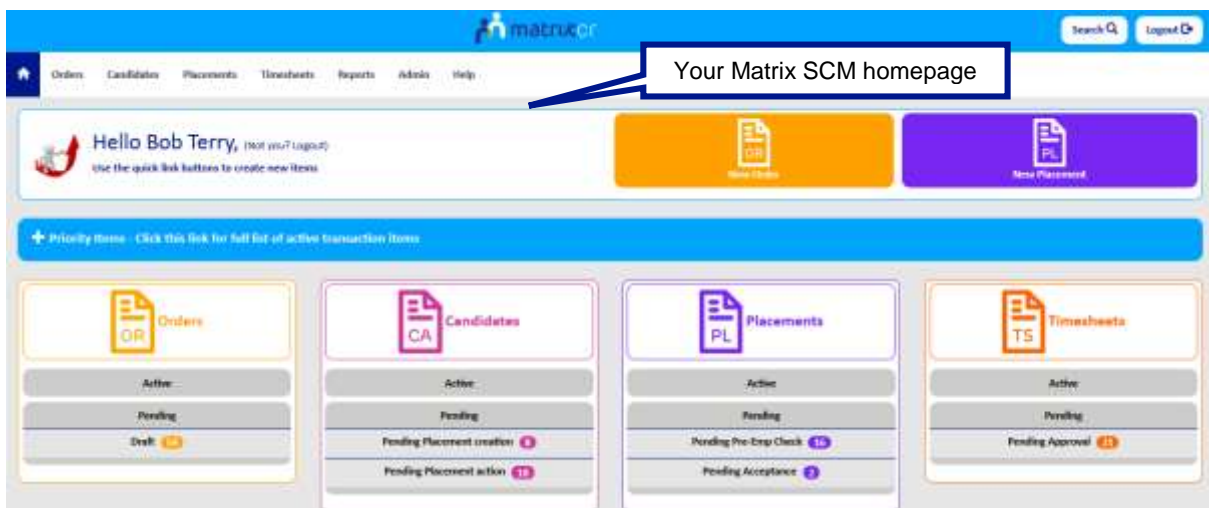 matrixcr
Search
Logout
Orders Candidates Placements Timesheets Reports Admin Help
Your Matrix SCM homepage
Hello Bob Terry, (Not you? Logout)
Use the quick link buttons to create new items
OR
New Order
PL
New Placement
Priority Items - Click this link for full list of active transaction items
OR Orders
CA Candidates
PL Placements
TS Timesheets
Active
Active
Active
Active
Pending
Pending
Pending
Pending
Draft
Pending Placement creation
Pending Pre-Emp Check 16
Pending Approval
Pending Placement action
Pending Acceptance 2